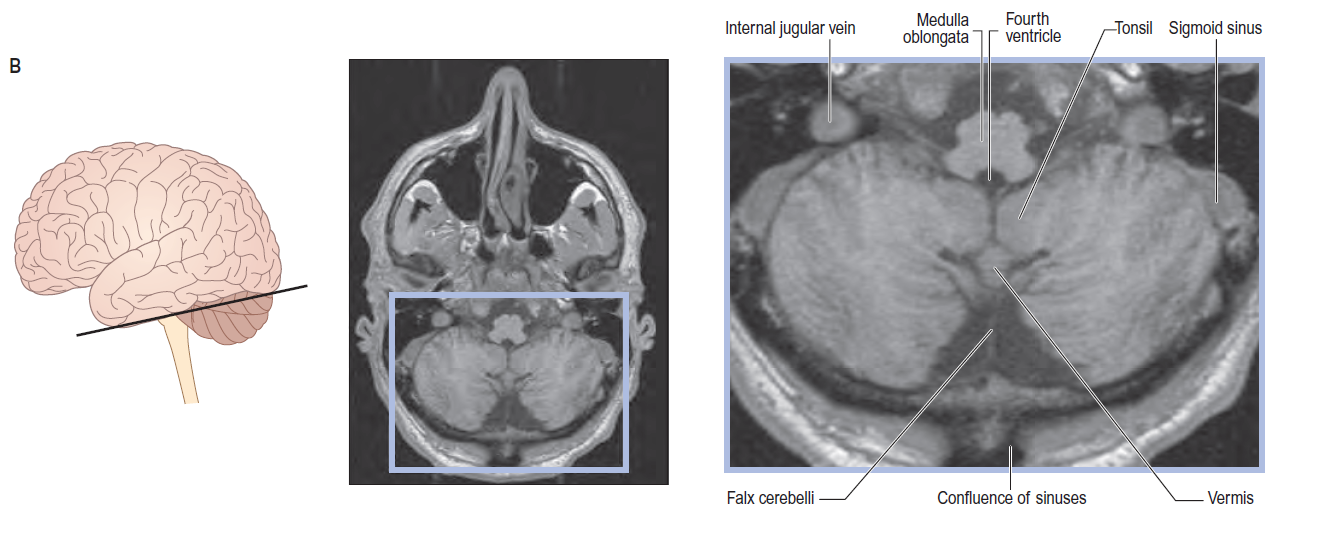 B
Internal jugular vein
Medulla
oblongata
Fourth
ventricle
Tonsil
Sigmoid sinus
Falx cerebelli
Confluence of sinuses
Vermis